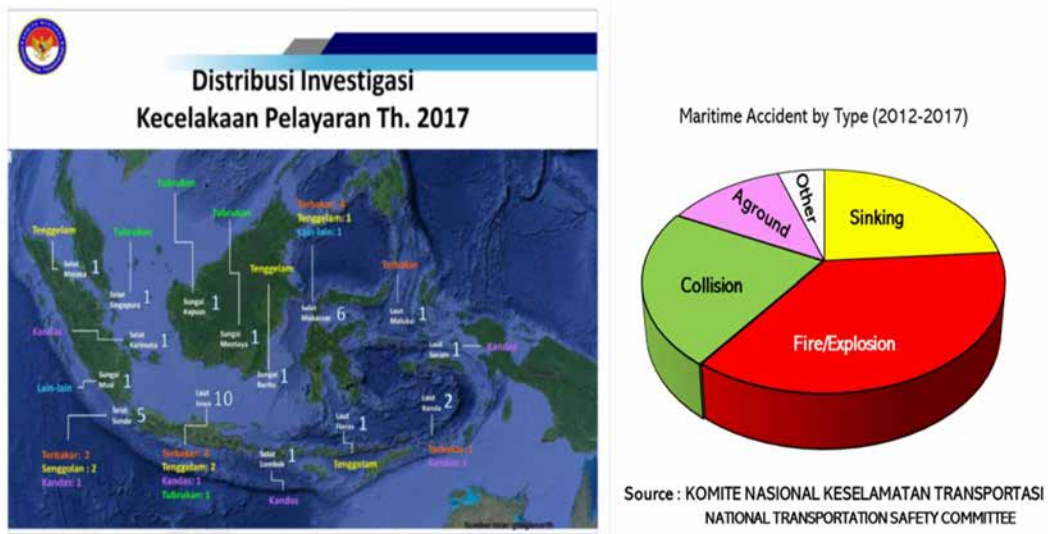 Distribusi Investigasi
Kecelakaan Pelayaran Th. 2017
Tubrukan
Tubrukan
Terbakar: 4
Tenggelam: 1
Lain-lain: 1
Tenggelam
Tubrukan
Tenggelam
Terbakar
Selat
Malaka 1
Selat
Singapura 1
Sungai
Kapuas 1
Selat
Makassar 6
Laut
Maluku 1
Kandas
Selat
Karimata 1
Sungai
Mentaya 1
Laut
Seram 1
Kandas
Lain-lain
Sungai
Musi 1
Sungai
Barito 1
Laut
Jawa 10
Laut
Banda 2
Selat
Sunda 5
Laut
Flores 1
Terbakar: 2
Senggolan: 2
Kandas: 1
Terbakar: 6
Tenggelam: 2
Kandas: 1
Tubrukan: 1
Selat
Lombok 1
Kandas
Tenggelam
Terbakar: 1
Kandas: 1
Maritime Accident by Type (2012-2017)
Other
Aground
Sinking
Collision
Fire/Explosion
Source : KOMITE NASIONAL KESELAMATAN TRANSPORTASI
NATIONAL TRANSPORTATION SAFETY COMMITTEE